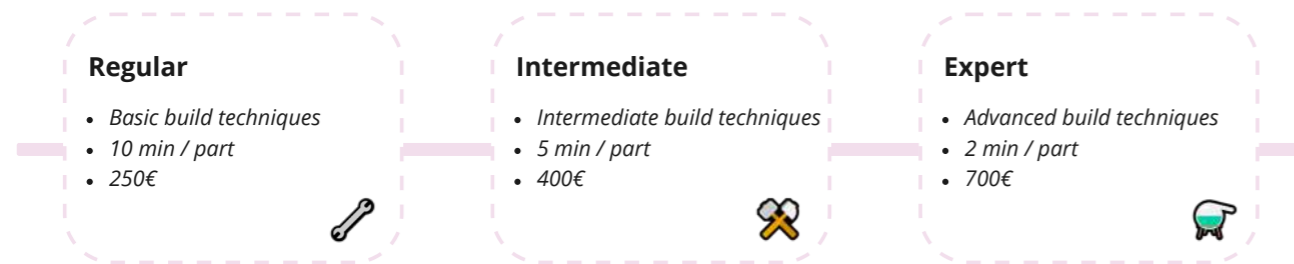 Regular
• Basic build techniques
• 10 min / part
• 250€
Intermediate
• Intermediate build techniques
• 5 min / part
• 400€
Expert
• Advanced build techniques
• 2 min / part
• 700€